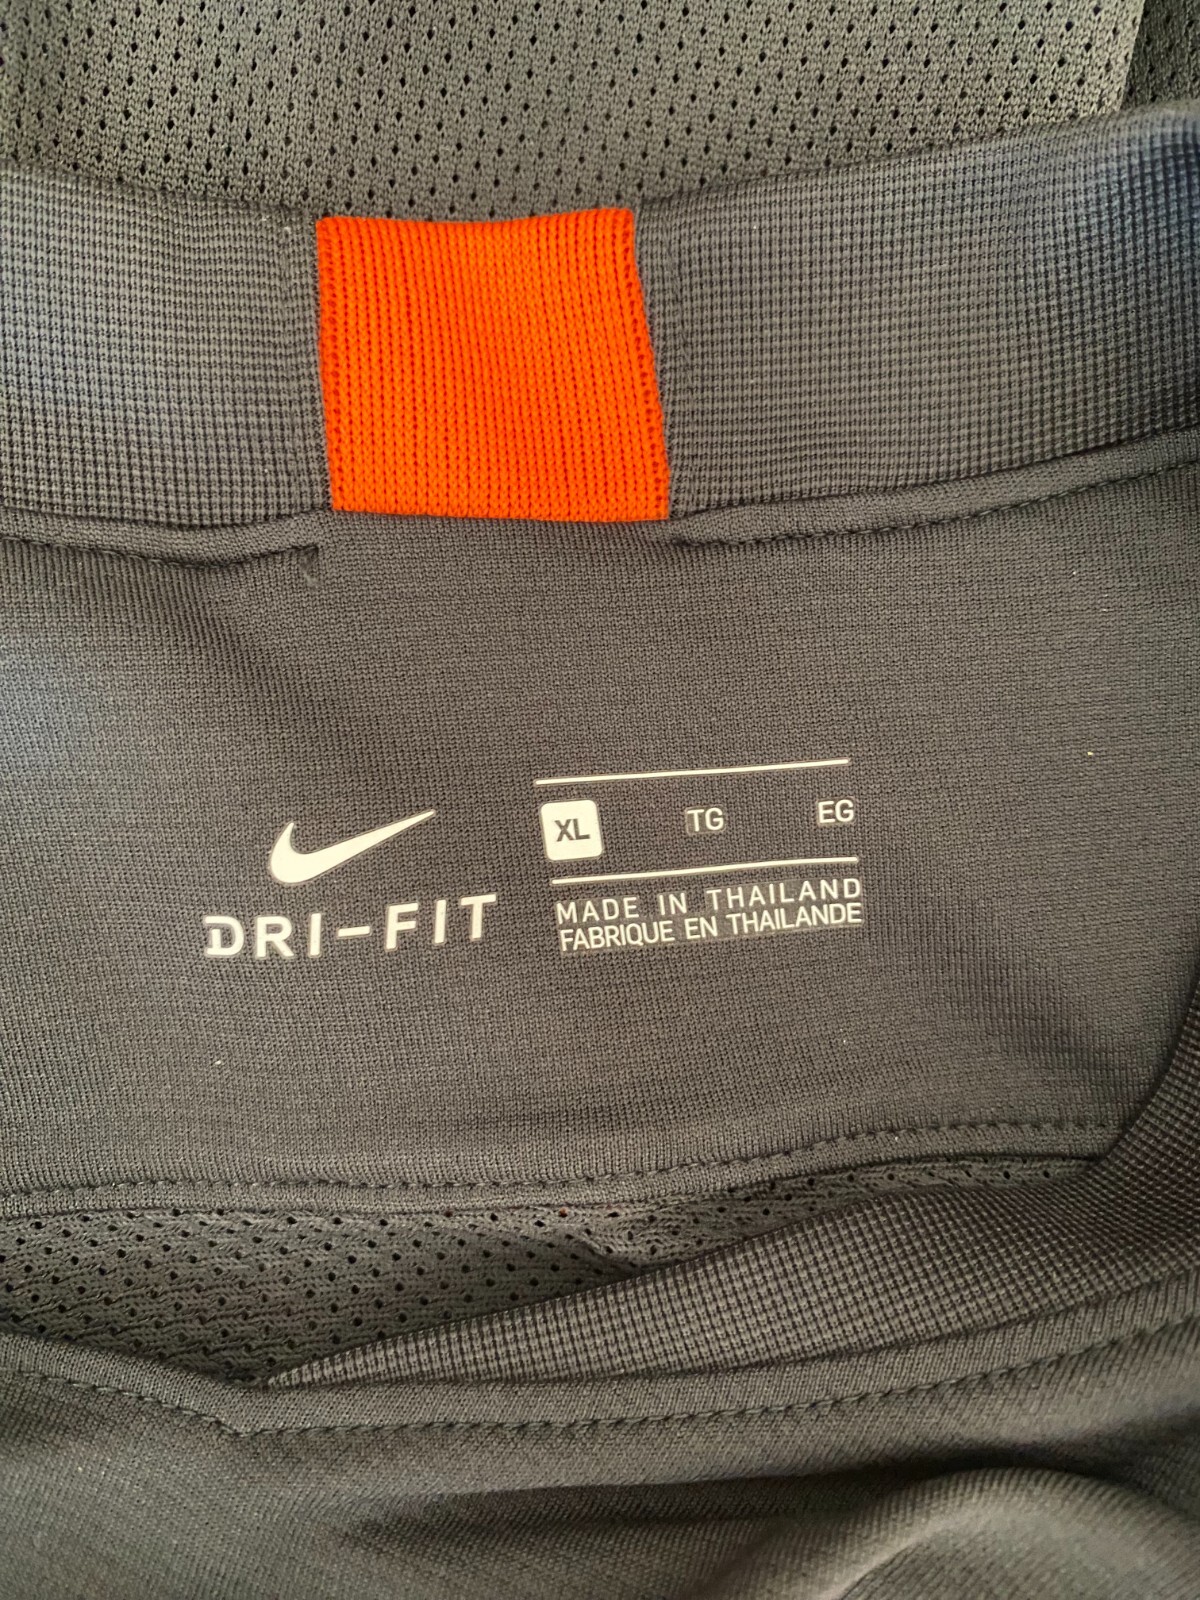 XL TG EG
DRI-FIT
MADE IN THAILAND
FABRIQUE EN THAILANDE